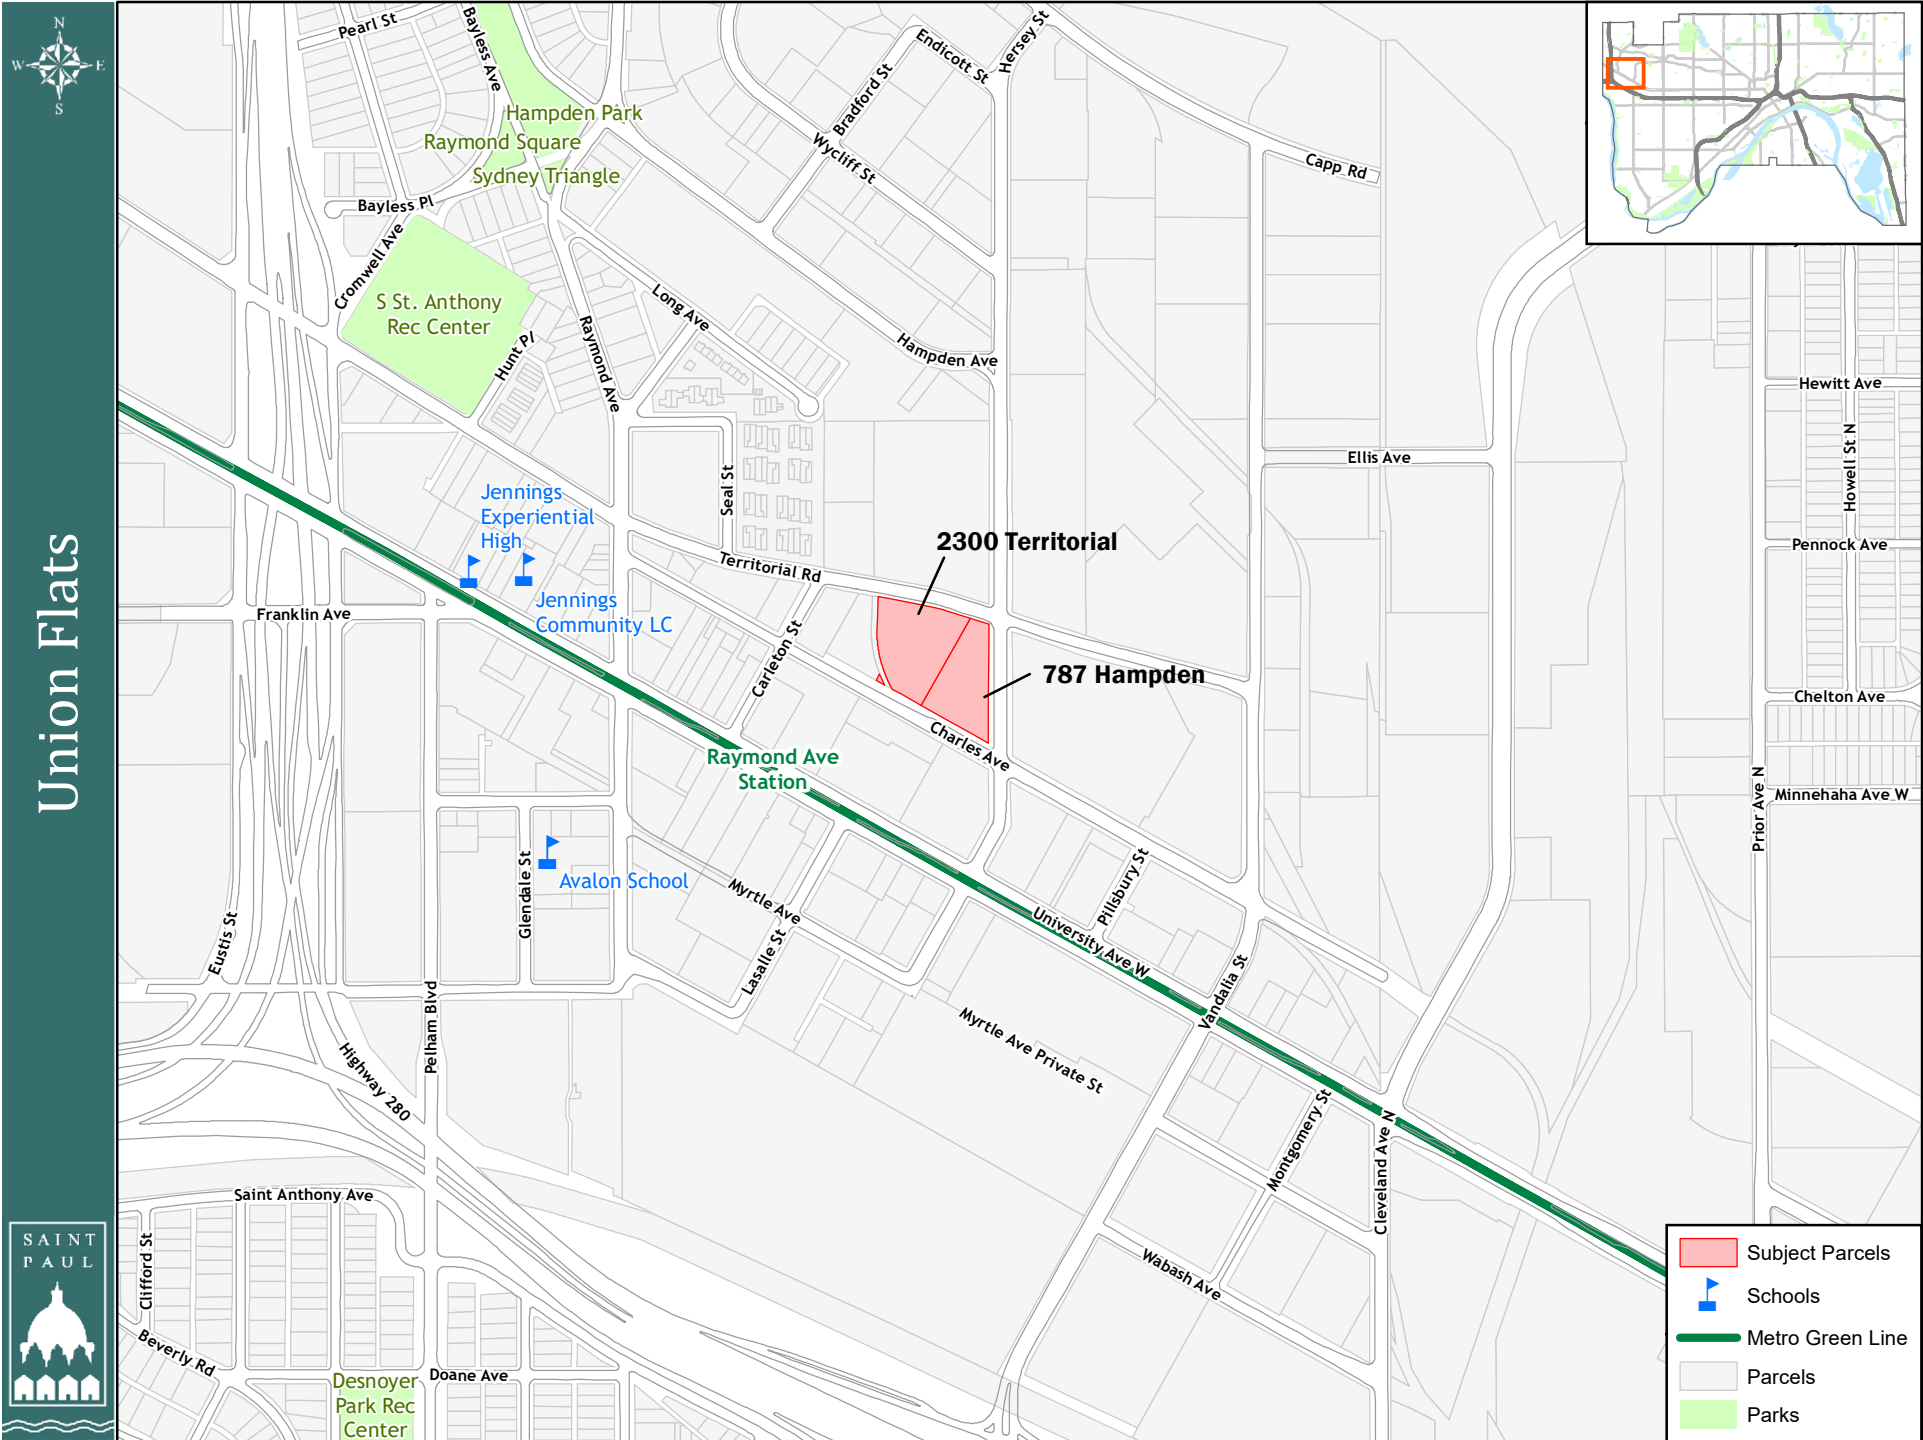 N
W
E
S
Union Flats
SAINT
PAUL
Pearl St
Bayless Ave
Hampden Park
Raymond Square
Sydney Triangle
Bayless Pl
Cromwell Ave
S St. Anthony
Rec Center
Hunt Pl
Raymond Ave
Long Ave
Endicott St
Hersey St
Bradford St
Wycliff St
Capp Rd
Hampden Ave
Seal St
Ellis Ave
Hewitt Ave
Howell St N
Pennock Ave
Chelton Ave
Minnehaha Ave W
Prior Ave N
Jennings
Experiential
High
Jennings
Community LC
Franklin Ave
Territorial Rd
2300 Territorial
787 Hampden
Carleton St
Charles Ave
Raymond Ave
Station
Glendale St
Avalon School
Myrtle Ave
Lasalle St
Pillsbury St
University Ave W
Vandalia St
Eustis St
Pelham Blvd
Highway 280
Myrtle Ave Private St
Montgomery St
Cleveland Ave N
Wabash Ave
Saint Anthony Ave
Clifford St
Beverly Rd
Doane Ave
Desnoyer
Park Rec
Center
Subject Parcels
Schools
Metro Green Line
Parcels
Parks